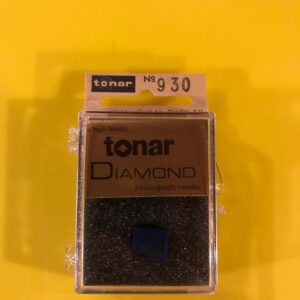 tonar No 930
high fidelity
tonar
DIAMOND
Phonograph needle